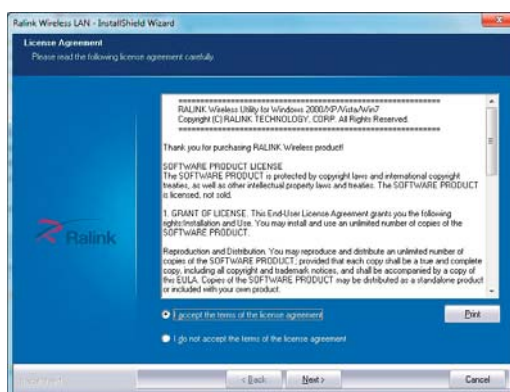 Ralink Wireless LAN - InstallShield Wizard
License Agreement
Please read the following license agreement carefully.
RALINK Wireless Utility for Windows 2000/XP/Vista/Win7
Copyright (C) RALINK TECHNOLOGY, CORP. All Rights Reserved.
Thank you for purchasing RALINK Wireless product!
SOFTWARE PRODUCT LICENSE
The SOFTWARE PRODUCT is protected by copyright laws and international copyright
treaties, as well as other intellectual property laws and treaties. The SOFTWARE PRODUCT
is licensed, not sold.
1. GRANT OF LICENSE. This End-User License Agreement grants you the following
rights:Installation and Use. You may install and use an unlimited number of copies of the
SOFTWARE PRODUCT.
Reproduction and Distribution. You may reproduce and distribute an unlimited number of
copies of the SOFTWARE PRODUCT; provided that each copy shall be a true and complete
copy, including all copyright and trademark notices, and shall be accompanied by a copy of
this EULA. Copies of the SOFTWARE PRODUCT may be distributed as a standalone product
or included with your own product.
Ralink
I accept the terms of the license agreement
Print
I do not accept the terms of the license agreement
InstallShield
< Back
Next >
Cancel